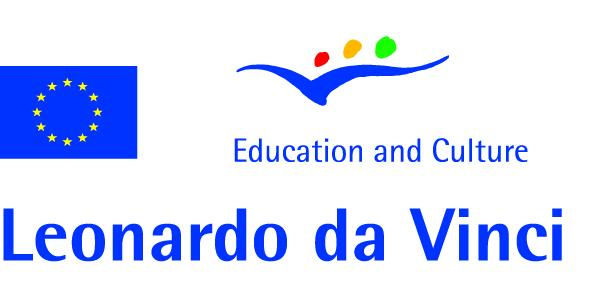 Education and Culture
Leonardo da Vinci